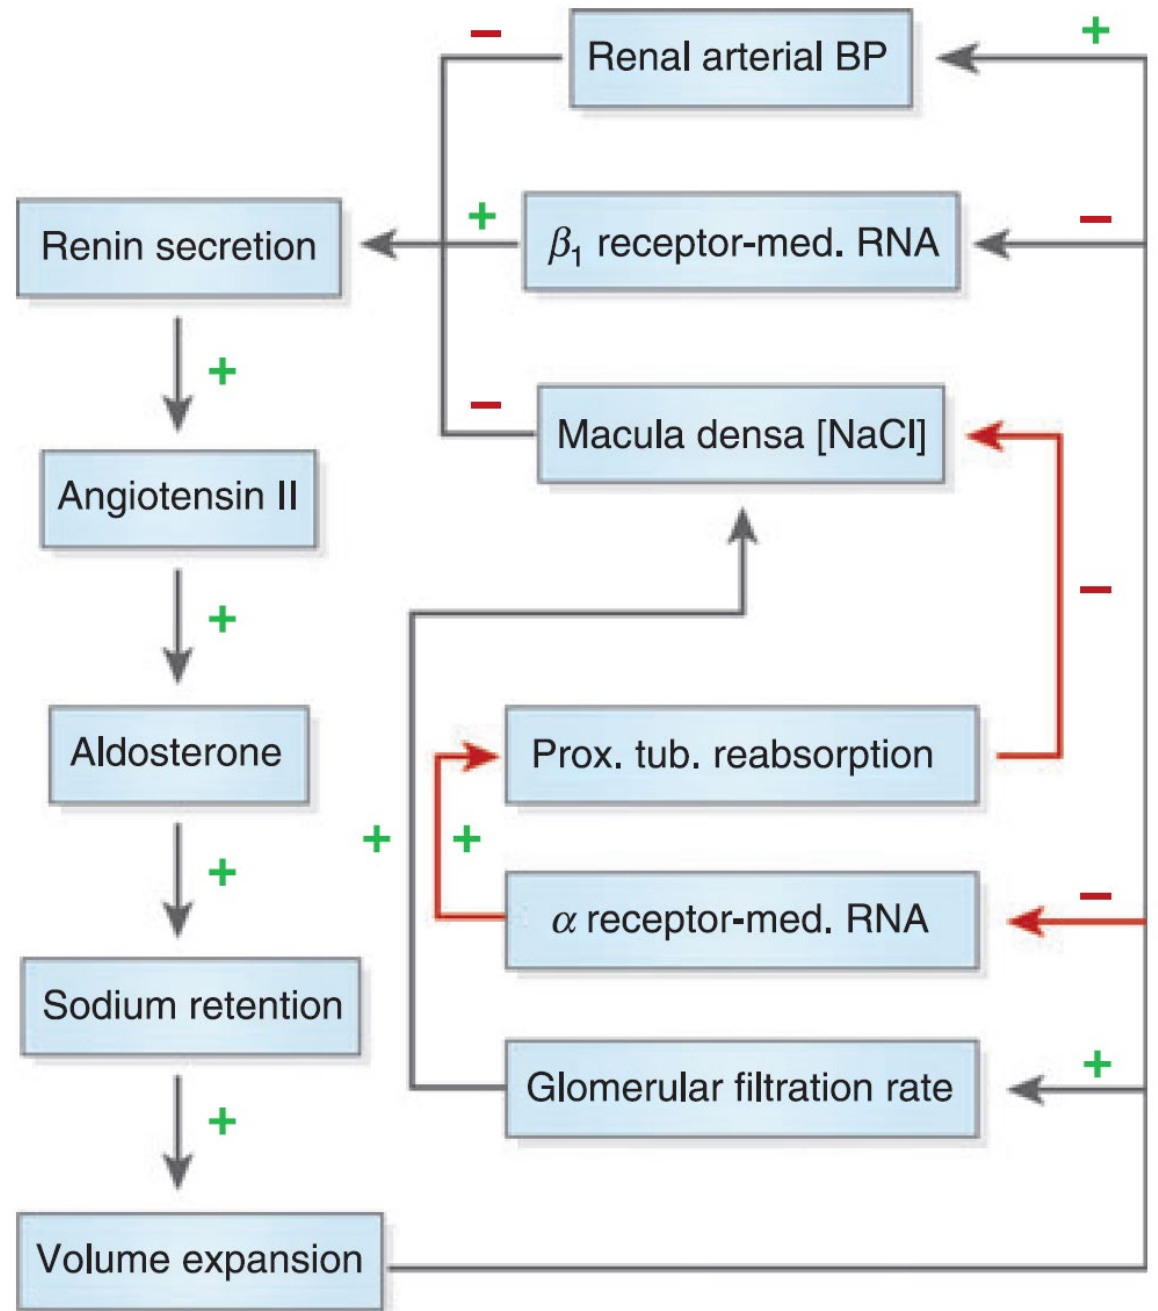 Renal arterial BP
β1 receptor-med. RNA
Renin secretion
Macula densa [NaCl]
Angiotensin II
Prox. tub. reabsorption
Aldosterone
α receptor-med. RNA
Sodium retention
Glomerular filtration rate
Volume expansion
−
+
+
−
−
+
−
+
−
+
+
+
−
+
+